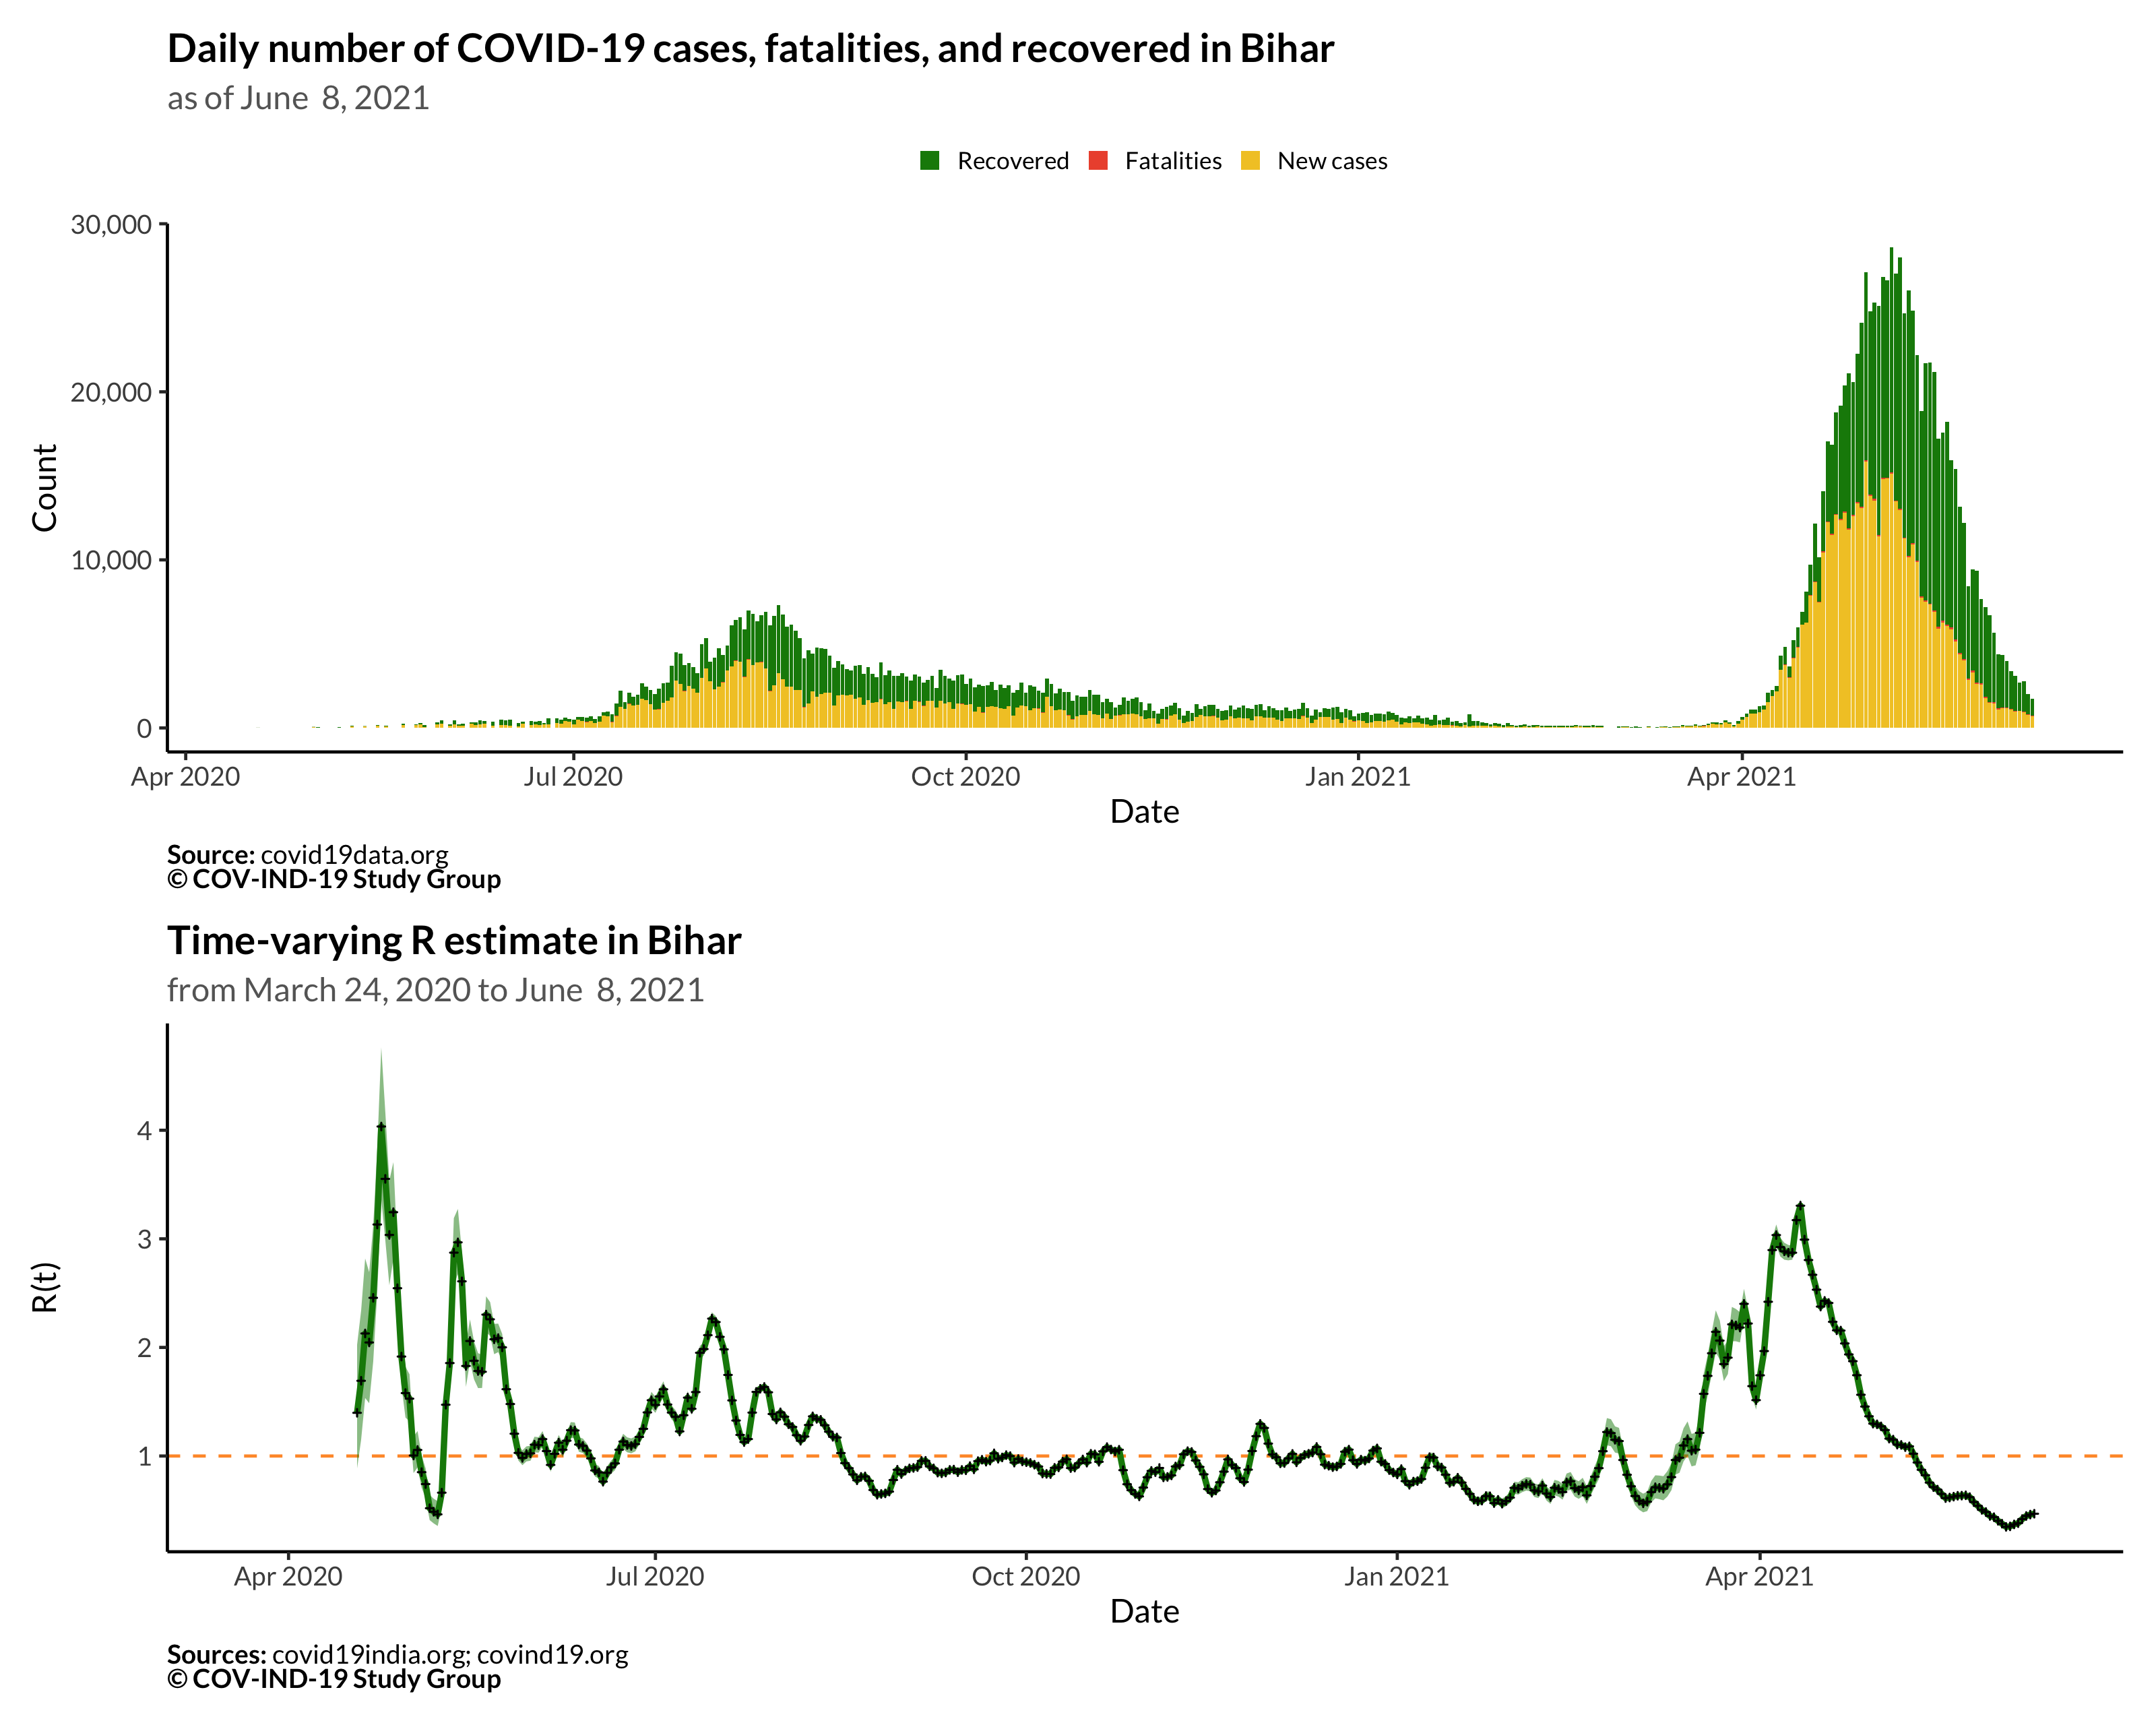 Daily number of COVID-19 cases, fatalities, and recovered in Bihar
as of June  8, 2021
Recovered Fatalities New cases
30,000
20,000
10,000
0
Count
Apr 2020 Jul 2020 Oct 2020 Jan 2021 Apr 2021
Date
Source: covid19data.org
© COV-IND-19 Study Group
Time-varying R estimate in Bihar
from March 24, 2020 to June  8, 2021
4
3
2
1
R(t)
Apr 2020 Jul 2020 Oct 2020 Jan 2021 Apr 2021
Date
Sources: covid19india.org; covind19.org
© COV-IND-19 Study Group